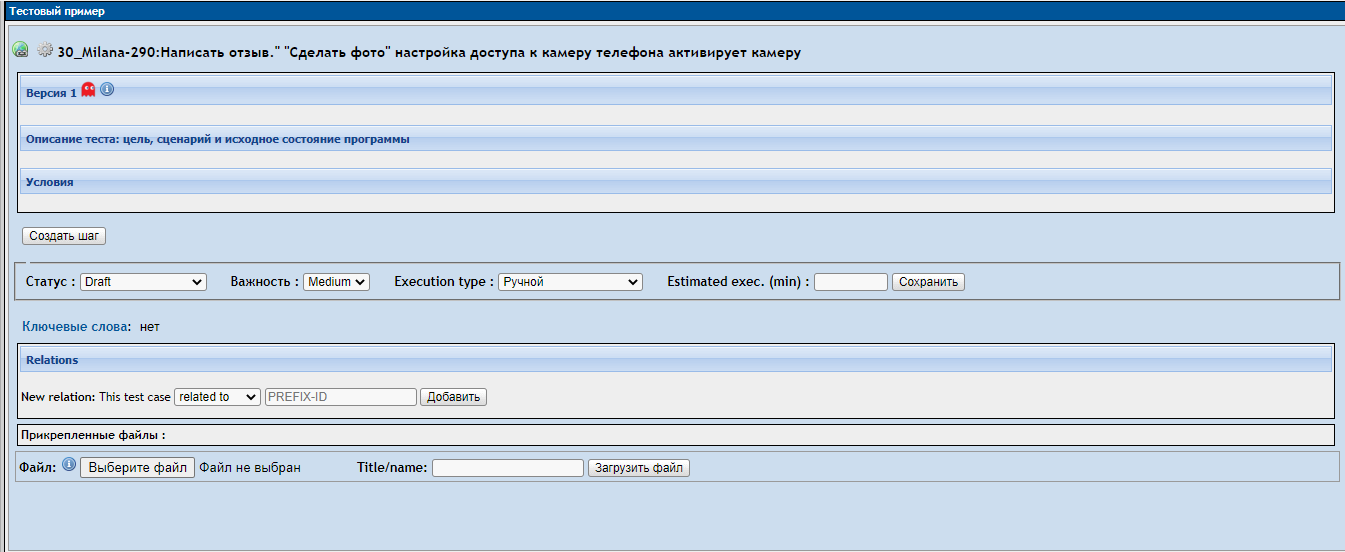 Тестовый пример
30_Milana-290:Написать отзыв." "Сделать фото" настройка доступа к камеру телефона активирует камеру
Версия 1
Описание теста: цель, сценарий и исходное состояние программы
Условия
Создать шаг
Статус : Draft Важность : Medium Execution type : Ручной Estimated exec. (min) : Сохранить
Ключевые слова: нет
Relations
New relation: This test case related to PREFIX-ID Добавить
Прикрепленные файлы :
Файл: Выберите файл Файл не выбран Title/name: Загрузить файл